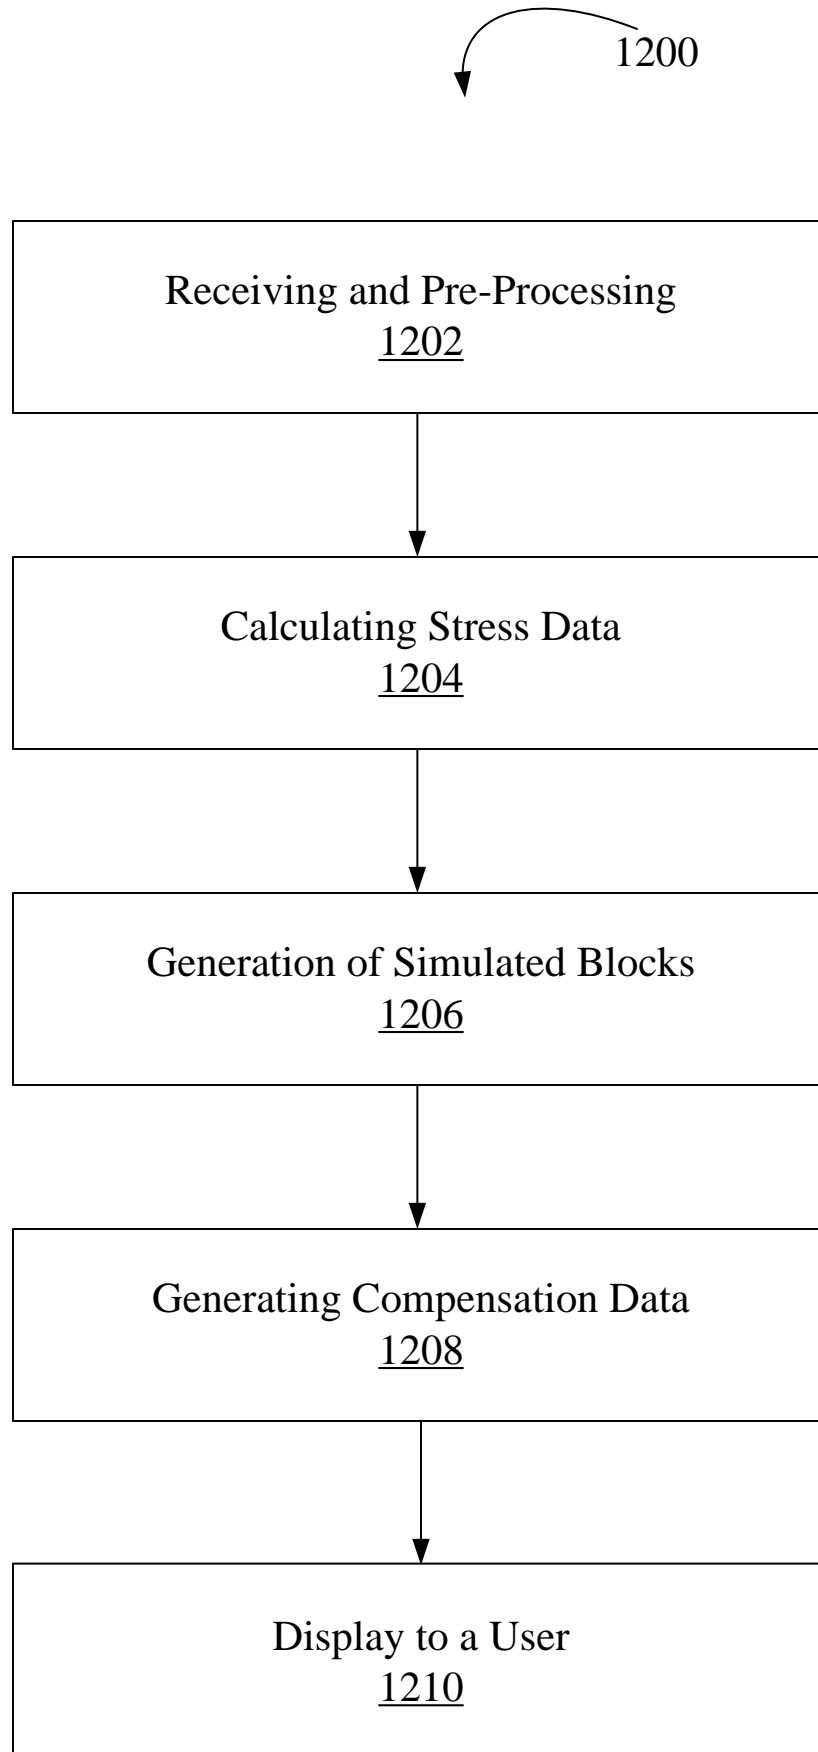 1200
Receiving and Pre-Processing
1202
Calculating Stress Data
1204
Generation of Simulated Blocks
1206
Generating Compensation Data
1208
Display to a User
1210